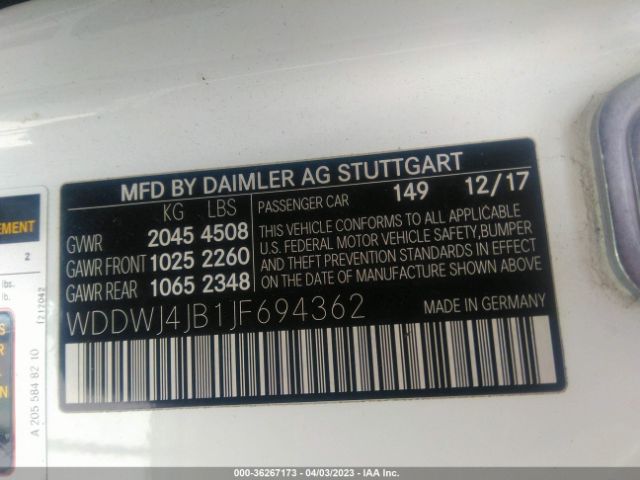 MFD BY DAIMLER AG STUTTGART
KG LBS
GVWR 2045 4508
GAWR FRONT 1025 2260
GAWR REAR 1065 2348
PASSENGER CAR 149 12/17
THIS VEHICLE CONFORMS TO ALL APPLICABLE
U.S. FEDERAL MOTOR VEHICLE SAFETY, BUMPER
AND THEFT PREVENTION STANDARDS IN EFFECT
ON THE DATE OF MANUFACTURE SHOWN ABOVE.
WDDWJ4JB1JF694362
EMENT
2
1217042
A 205 584 82 10
000-36267173 - 04/03/2023 - IAA Inc.